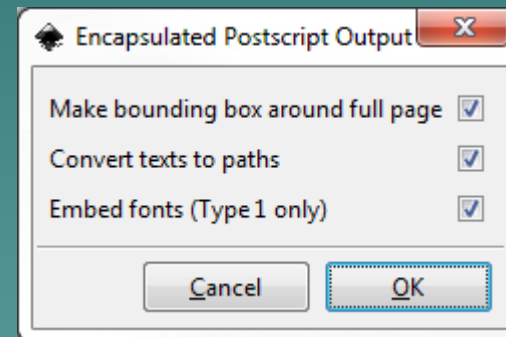 Encapsulated Postscript Output
Make bounding box around full page
Convert texts to paths
Embed fonts (Type 1 only)
Cancel
OK